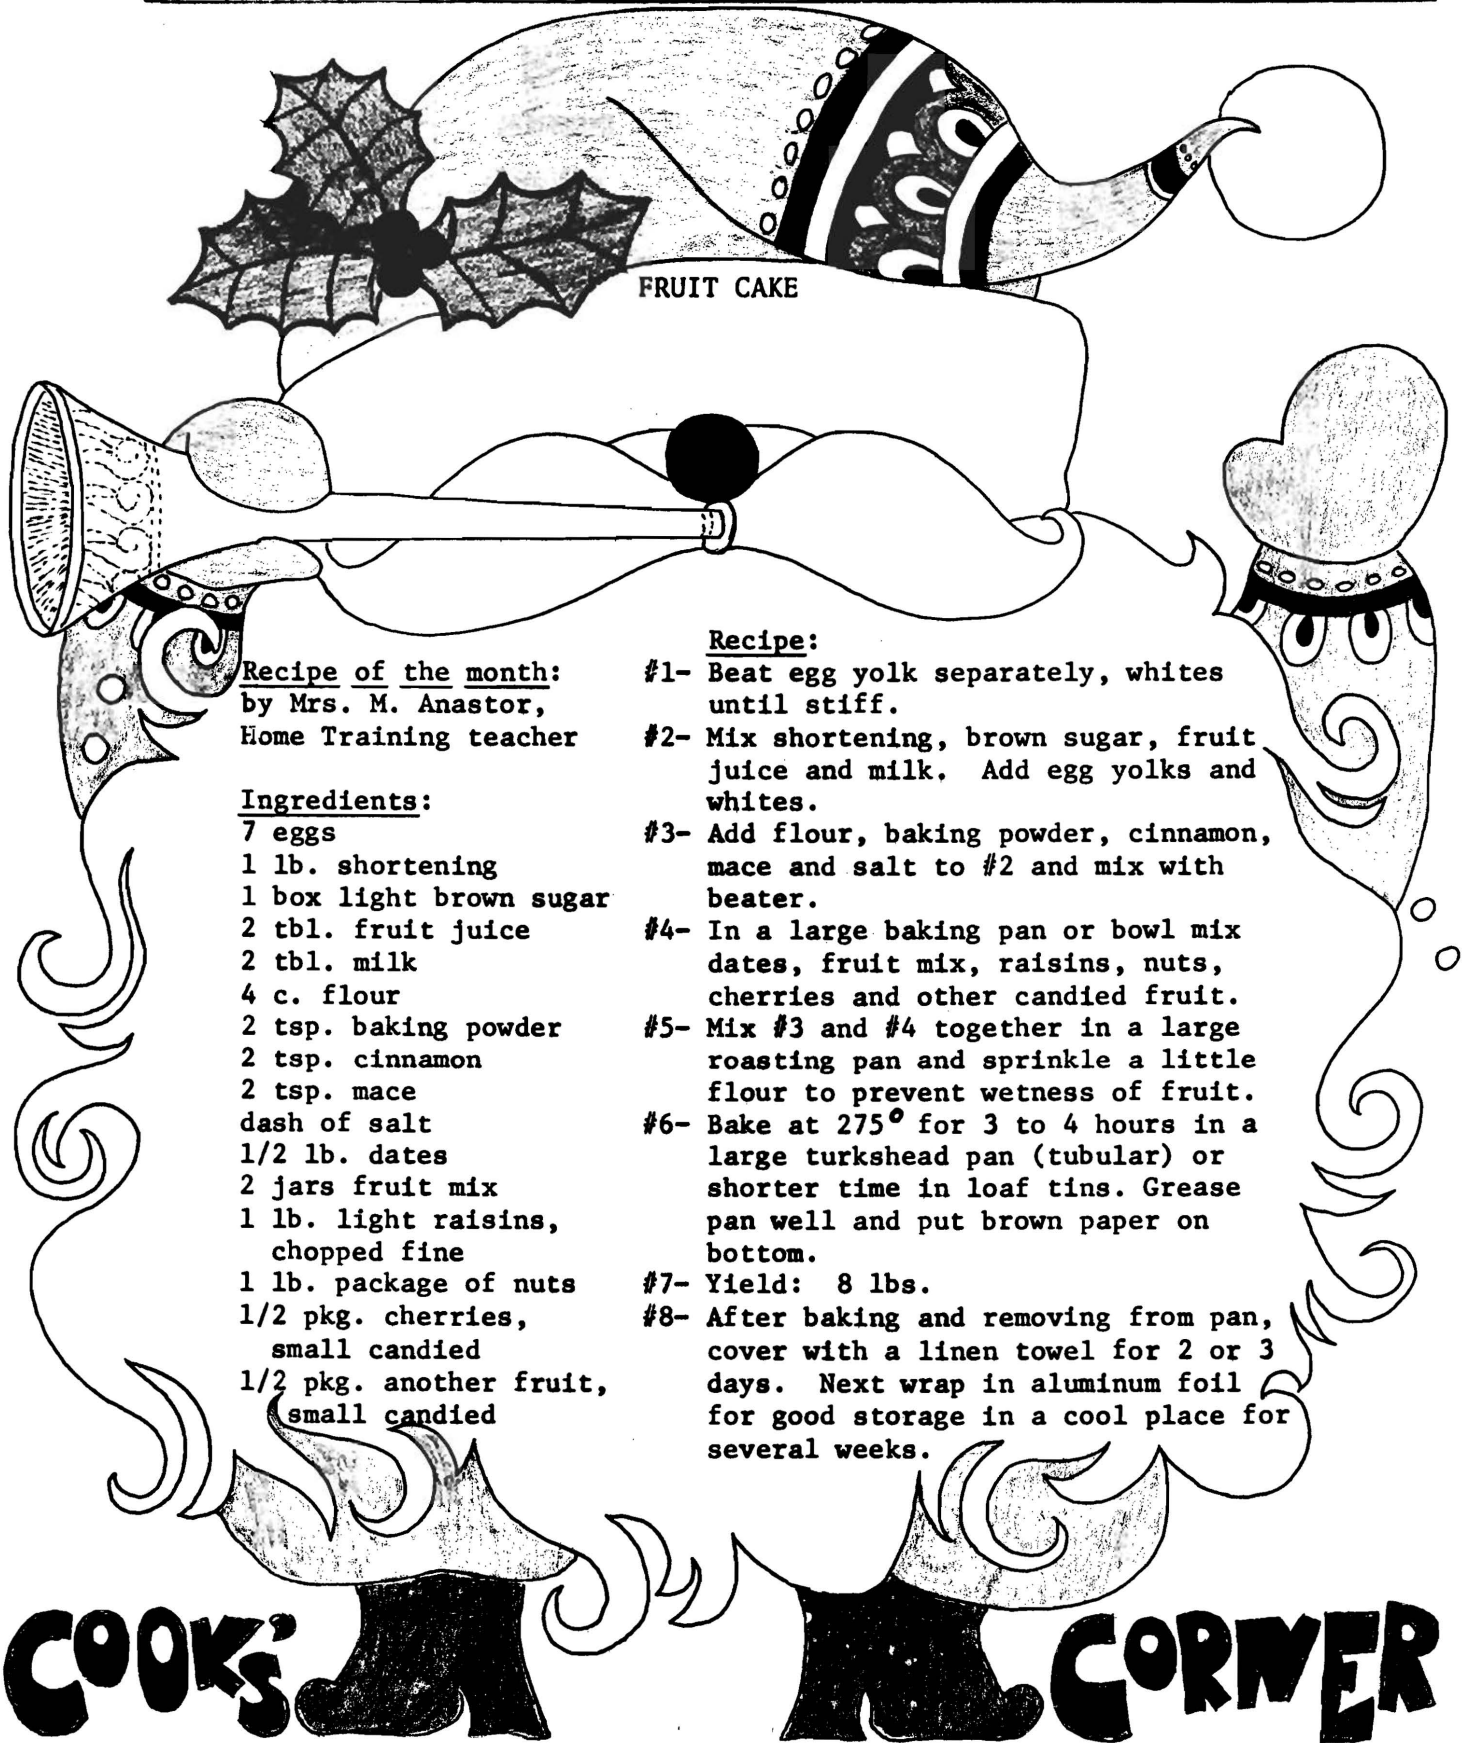 FRUIT CAKE
Recipe of the month:
by Mrs. M. Anastor,
Home Training teacher
Ingredients:
7 eggs
1 lb. shortening
1 box light brown sugar
2 tbl. fruit juice
2 tbl. milk
4 c. flour
2 tsp. baking powder
2 tsp. cinnamon
2 tsp. mace
dash of salt
1/2 lb. dates
2 jars fruit mix
1 lb. light raisins,
chopped fine
1 lb. package of nuts
1/2 pkg. cherries,
small candied
1/2 pkg. another fruit,
small candied
Recipe:
#1- Beat egg yolk separately, whites
until stiff.
#2- Mix shortening, brown sugar, fruit
juice and milk. Add egg yolks and
whites.
#3- Add flour, baking powder, cinnamon,
mace and salt to #2 and mix with
beater.
#4- In a large baking pan or bowl mix
dates, fruit mix, raisins, nuts,
cherries and other candied fruit.
#5- Mix #3 and #4 together in a large
roasting pan and sprinkle a little
flour to prevent wetness of fruit.
#6- Bake at 275° for 3 to 4 hours in a
large turkshead pan (tubular) or
shorter time in loaf tins. Grease
pan well and put brown paper on
bottom.
#7- Yield: 8 lbs.
#8- After baking and removing from pan,
cover with a linen towel for 2 or 3
days. Next wrap in aluminum foil
for good storage in a cool place for
several weeks.
COOK'S CORNER